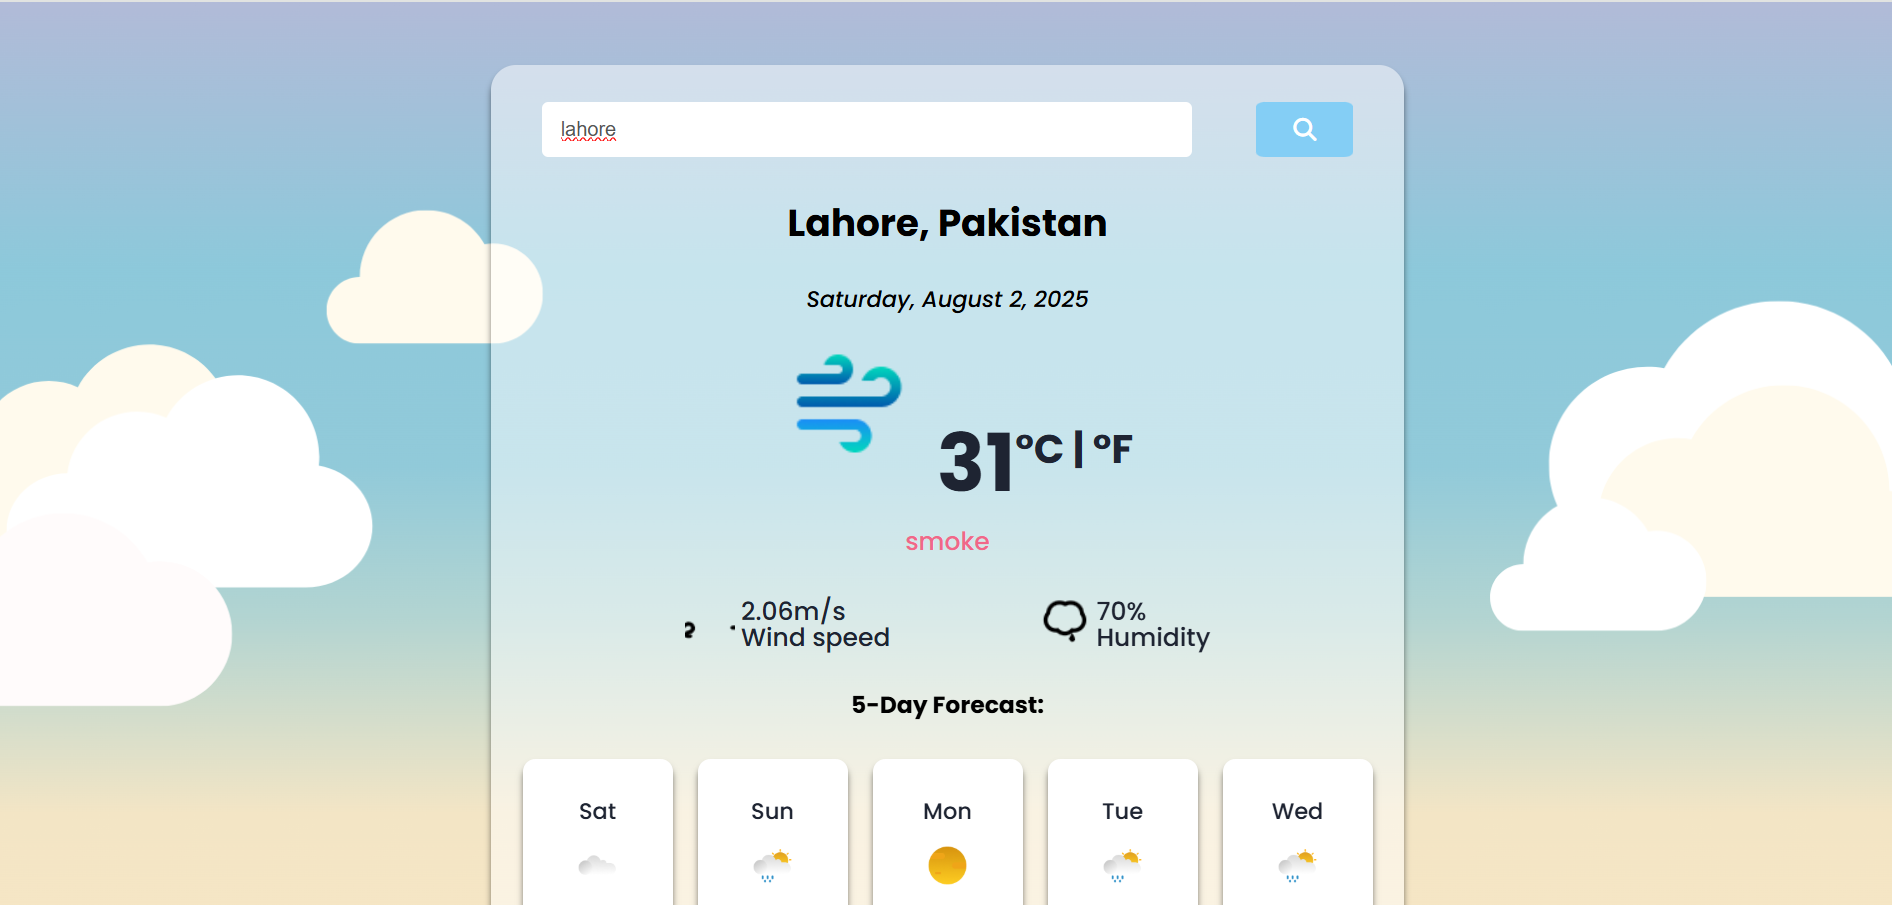 lahore
Lahore, Pakistan
Saturday, August 2, 2025
31°C | °F
smoke
2.06m/s
Wind speed
70%
Humidity
5-Day Forecast:
Sat Sun Mon Tue Wed